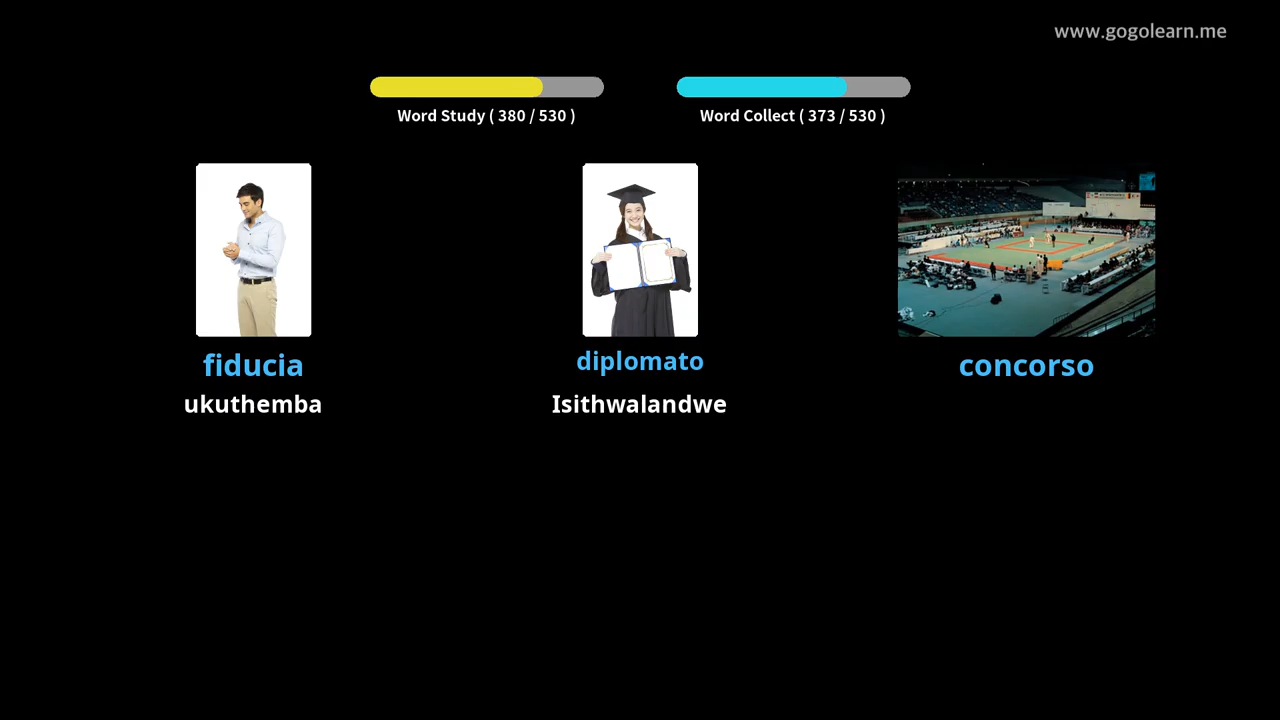 www.gogolearn.me
Word Study ( 380 / 530 )
Word Collect ( 373 / 530 )
fiducia
diplomato
concorso
ukuthemba
Isithwalandwe